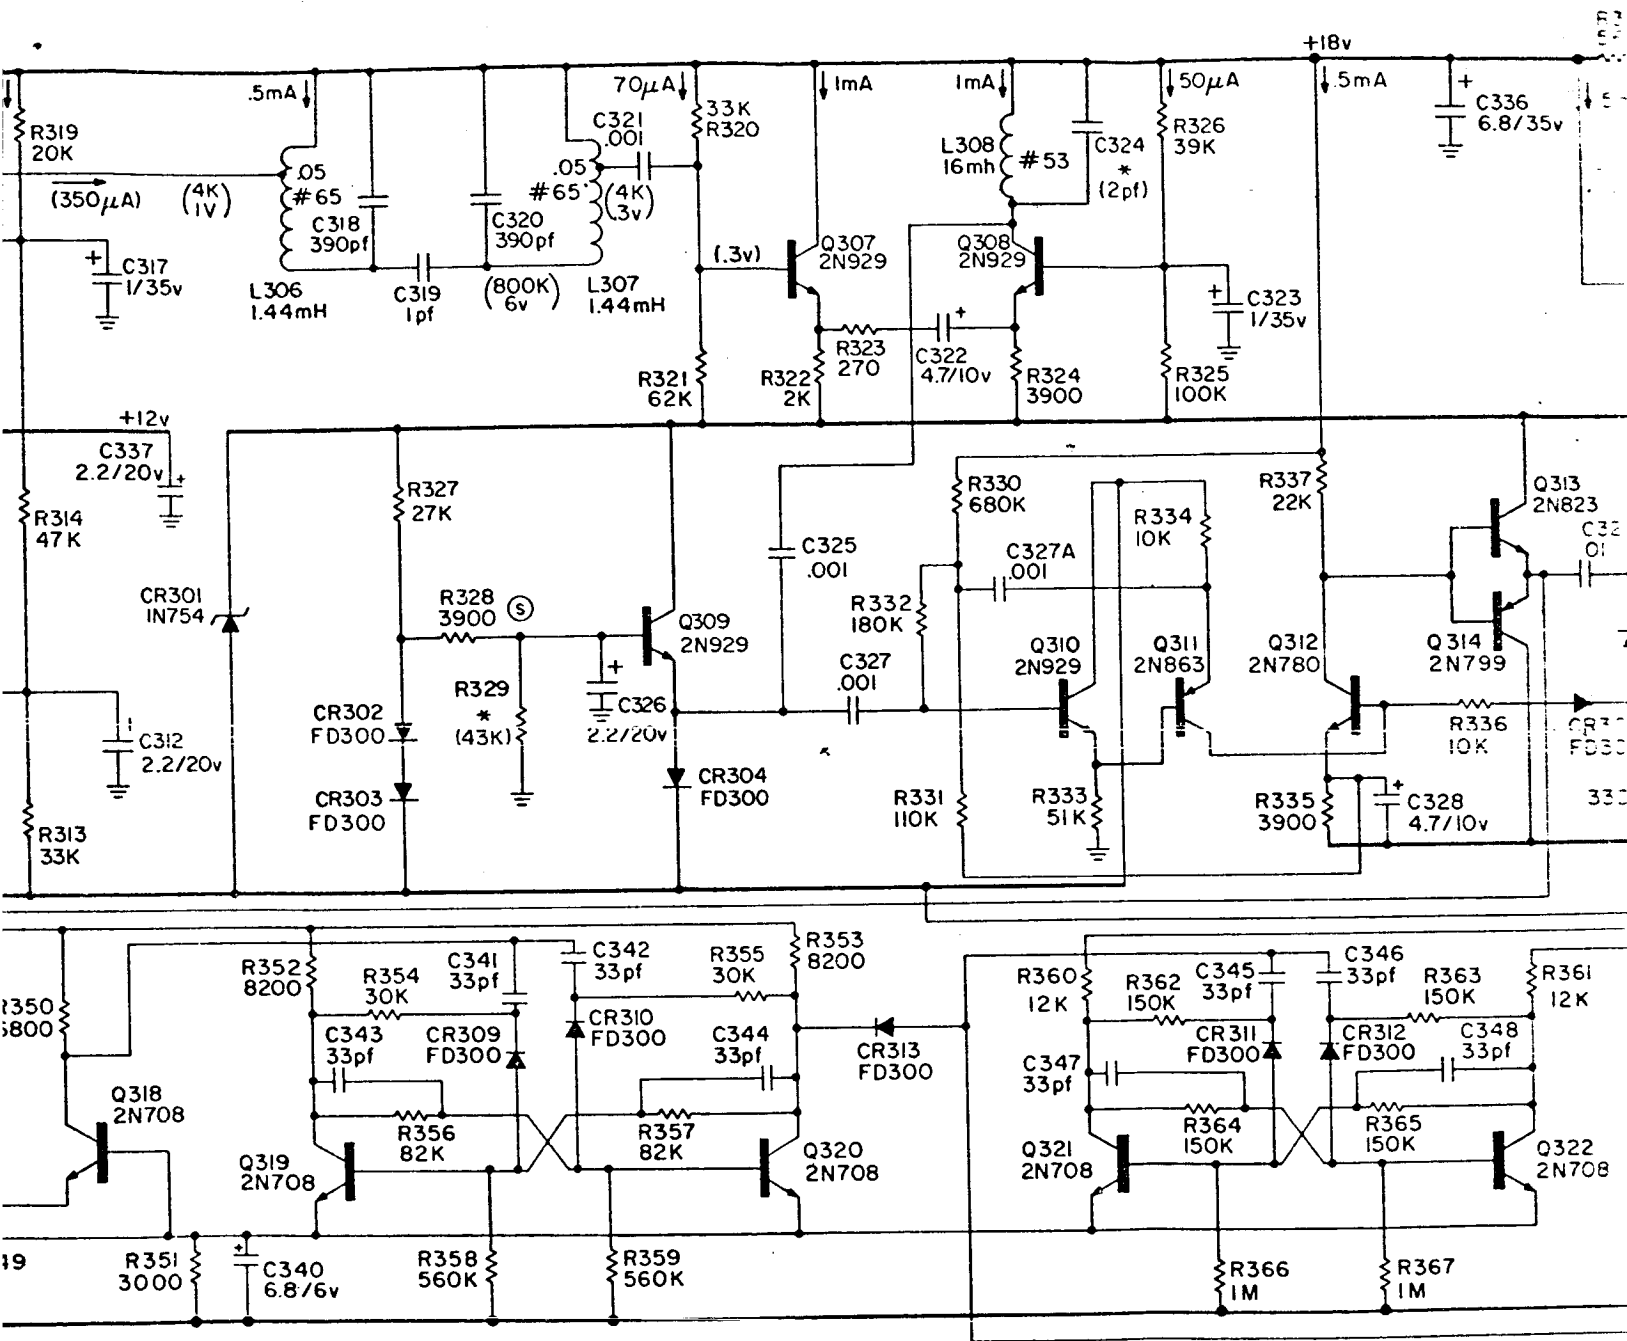 +18v
.5mA
70μA
1mA
1mA
50μA
.5mA
R319
20K
(350μA)
(4K)
1V
.05
#65
C318
390pf
C320
390pf
C321
.001
.05
#65
(4K)
(.3v)
33K
R320
L308
16mh
#53
C324
*
(2pf)
R326
39K
+
C336
6.8/35v
+
C317
1/35v
L306
1.44mH
C319
1pf
(800K)
6v
L307
1.44mH
(.3v)
Q307
2N929
Q308
2N929
+
C323
1/35v
R323
270
+
C322
4.7/10v
R321
62K
R322
2K
R324
3900
R325
100K
+12v
C337
2.2/20v
+
R314
47K
R327
27K
R330
680K
R334
10K
R337
22K
Q313
2N823
CR301
1N754
R328
3900
S
C325
.001
C327A
.001
R332
180K
Q309
2N929
Q310
2N929
Q311
2N863
Q312
2N780
Q314
2N799
C327
.001
R329
*
(43K)
+
C326
2.2/20v
CR302
FD300
R336
10K
C312
2.2/20v
CR303
FD300
CR304
FD300
R331
110K
R333
51K
R335
3900
+
C328
4.7/10v
R313
33K
R352
8200
R354
30K
C341
33pf
C342
33pf
R355
30K
R353
8200
R360
12K
R362
150K
C345
33pf
C346
33pf
R363
150K
R361
12K
C343
33pf
CR309
FD300
CR310
FD300
C344
33pf
CR313
FD300
CR311
FD300
CR312
FD300
C348
33pf
C347
33pf
Q318
2N708
R356
82K
R357
82K
R364
150K
R365
150K
Q319
2N708
Q320
2N708
Q321
2N708
Q322
2N708
R351
3000
+
C340
6.8/6v
R358
560K
R359
560K
R366
1M
R367
1M